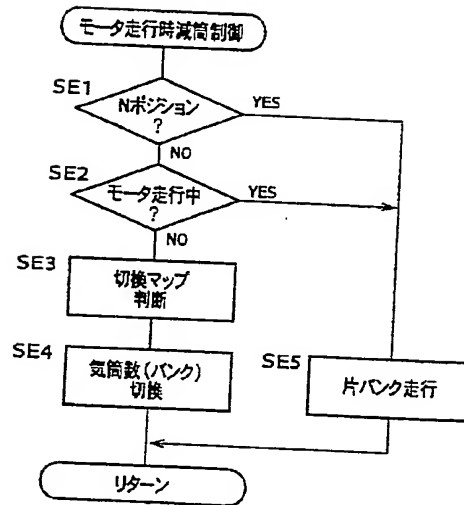 モータ走行時減筒制御
SE1
Nポジション
?
YES
NO
SE2
モータ走行中
?
YES
NO
SE3
切換マップ
判断
SE4
気筒数(バンク)
切換
SE5
片バンク走行
リターン